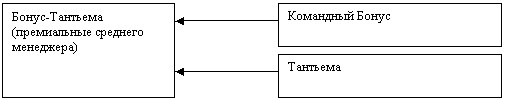 Бонус-Тантьема
(премиальные среднего
менеджера)
Командный Бонус
Тантьема